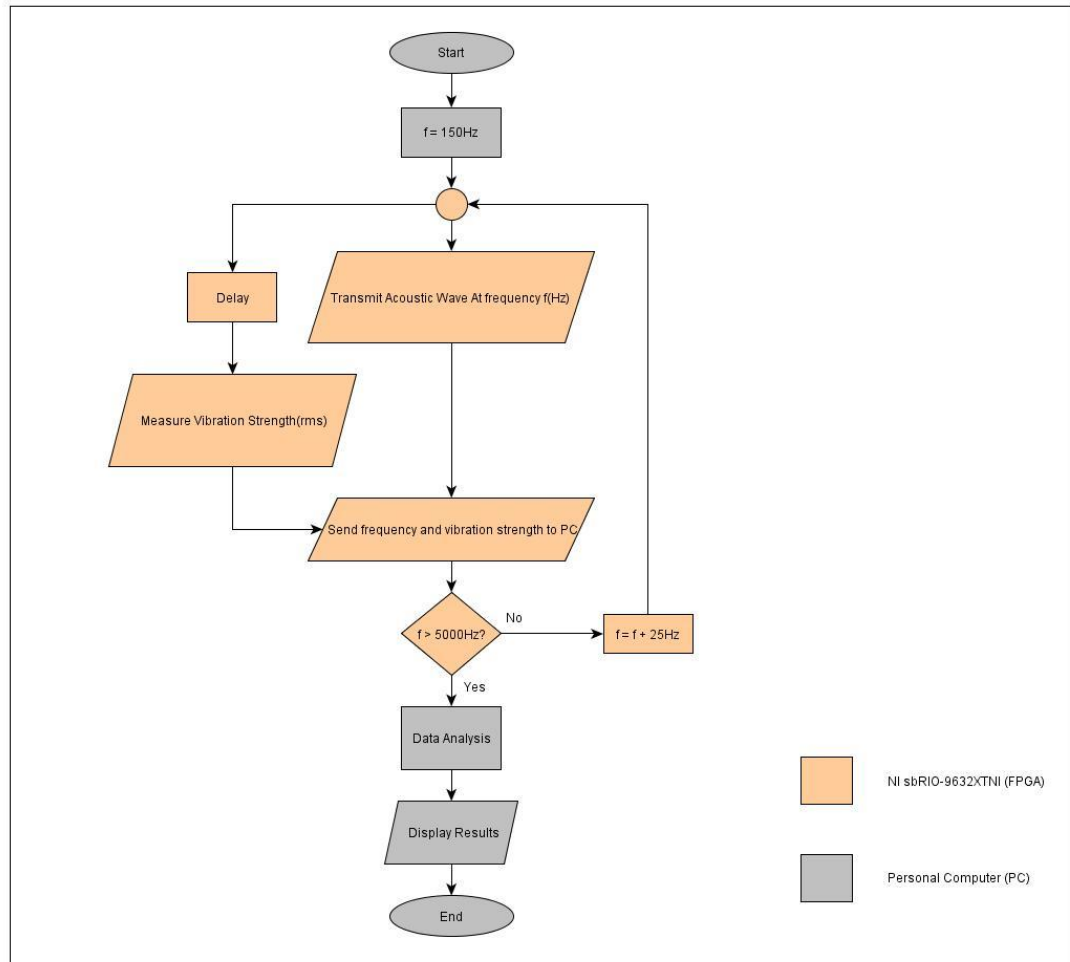 Start
f = 150Hz
Delay
Transmit Acoustic Wave At frequency f(Hz)
Measure Vibration Strength(rms)
Send frequency and vibration strength to PC
f > 5000Hz?
No
f = f + 25Hz
Yes
Data Analysis
NI sbRIO-9632XTNI (FPGA)
Display Results
Personal Computer (PC)
End